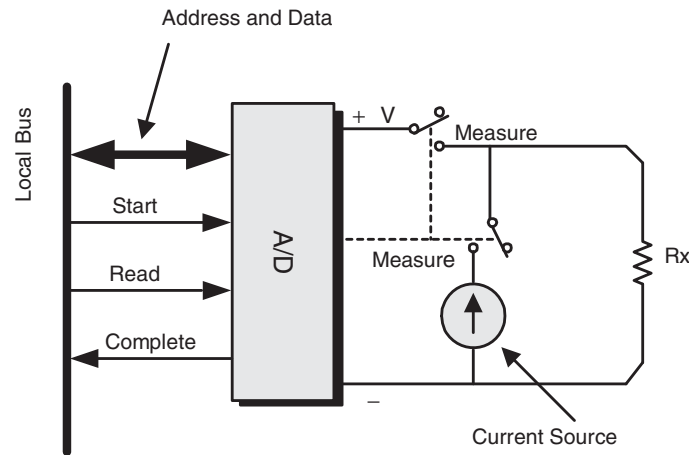 Address and Data
Local Bus
+ V
Measure
Start
A/D
Read
Measure
Rx
Complete
−
Current Source